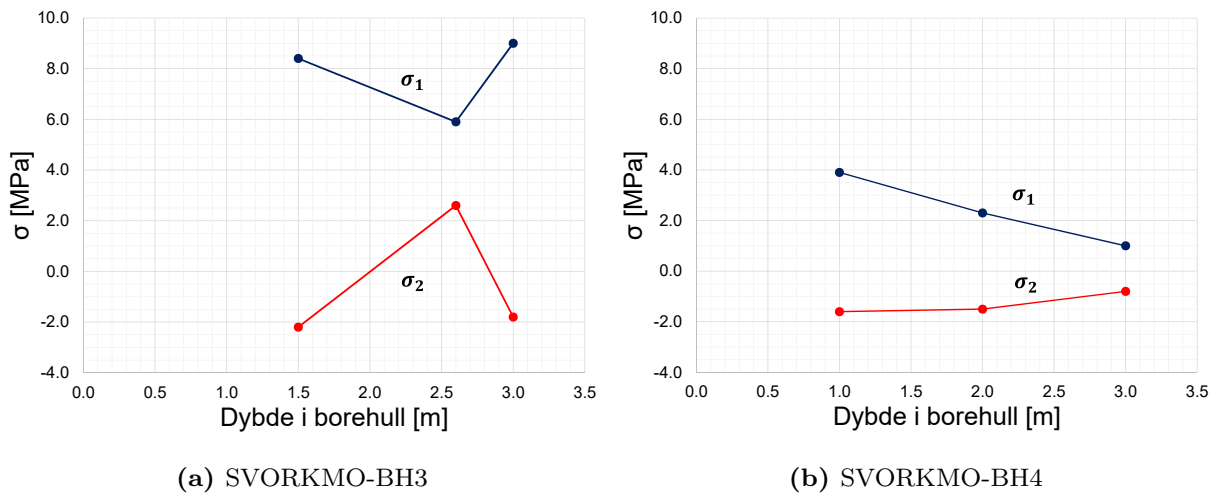 10.0
8.0
6.0
4.0
2.0
0.0
-2.0
-4.0
0.0 0.5 1.0 1.5 2.0 2.5 3.0 3.5
σ [MPa]
Dybde i borehull [m]
σ₁
σ₂
(a) SVORKMO-BH3
10.0
8.0
6.0
4.0
2.0
0.0
-2.0
-4.0
0.0 0.5 1.0 1.5 2.0 2.5 3.0 3.5
σ [MPa]
Dybde i borehull [m]
σ₁
σ₂
(b) SVORKMO-BH4